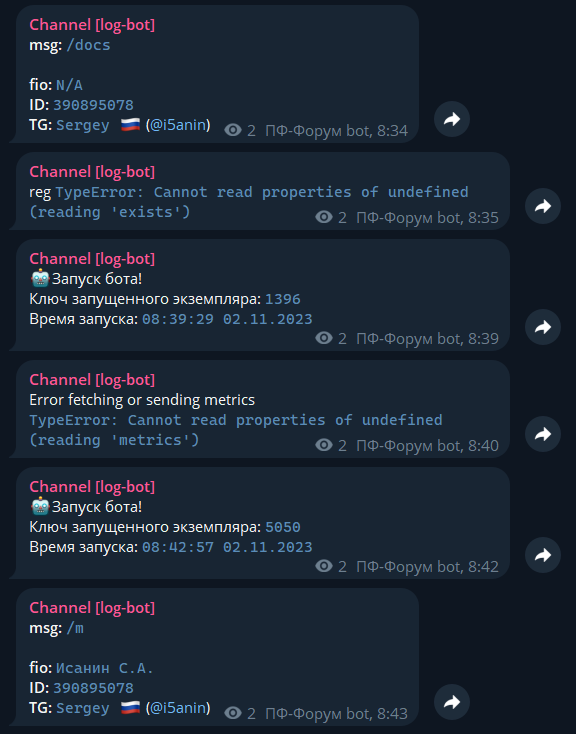 Channel [log-bot]
msg: /docs
fio: N/A
ID: 390895078
TG: Sergey 🇷🇺 (@i5anin)
2 ПФ-Форум bot, 8:34
Channel [log-bot]
reg TypeError: Cannot read properties of undefined
(reading 'exists')
2 ПФ-Форум bot, 8:35
Channel [log-bot]
🤖Запуск бота!
Ключ запущенного экземпляра: 1396
Время запуска: 08:39:29 02.11.2023
2 ПФ-Форум bot, 8:39
Channel [log-bot]
Error fetching or sending metrics
TypeError: Cannot read properties of undefined
(reading 'metrics')
2 ПФ-Форум bot, 8:40
Channel [log-bot]
🤖Запуск бота!
Ключ запущенного экземпляра: 5050
Время запуска: 08:42:57 02.11.2023
2 ПФ-Форум bot, 8:42
Channel [log-bot]
msg: /m
fio: Исанин С.А.
ID: 390895078
TG: Sergey 🇷🇺 (@i5anin)
2 ПФ-Форум bot, 8:43